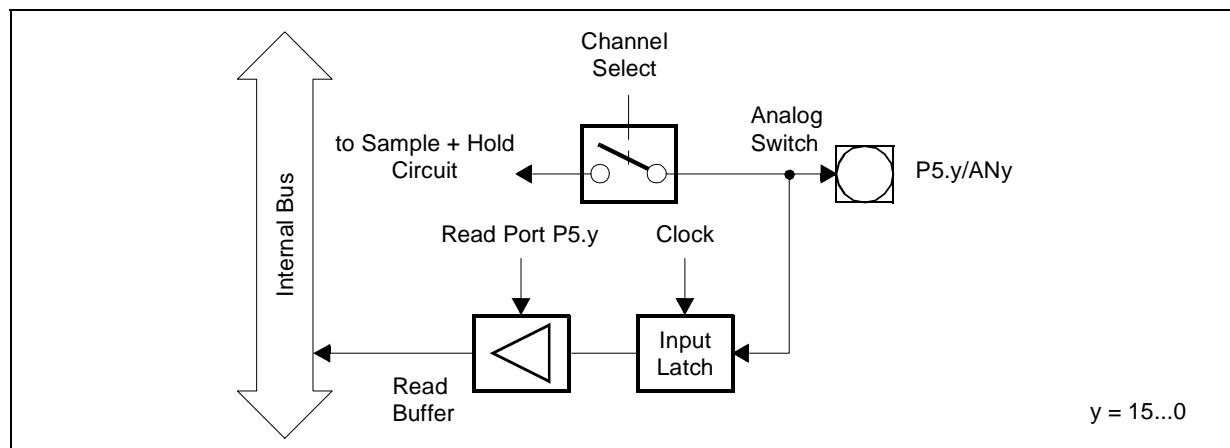 Channel
Select
Analog
Switch
to Sample + Hold
Circuit
P5.y/ANy
Internal Bus
Read Port P5.y
Clock
Input
Latch
Read
Buffer
y = 15...0